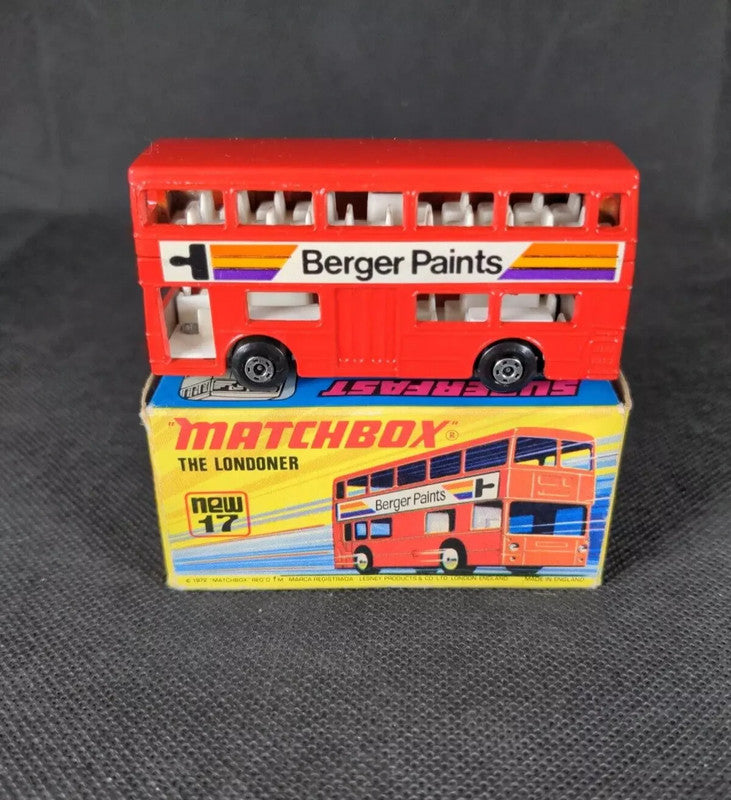 Berger Paints
SUPERFAST
"MATCHBOX"®
THE LONDONER
new
17
Berger Paints
© 1972 "MATCHBOX" REG'D T M MARCA REGISTRADA LESNEY PRODUCTS & CO. LTD. LONDON ENGLAND MADE IN ENGLAND